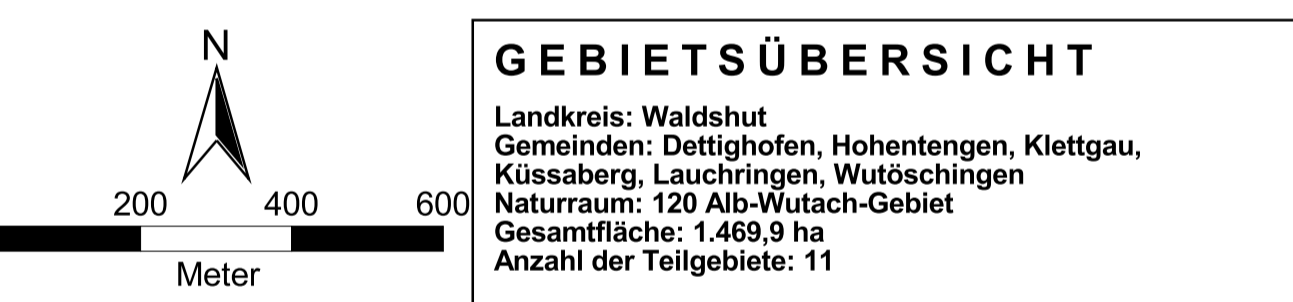 N
200 400 600
Meter
GEBIETSÜBERSICHT
Landkreis: Waldshut
Gemeinden: Dettighofen, Hohentengen, Klettgau,
Küssaberg, Lauchringen, Wutöschingen
Naturraum: 120 Alb-Wutach-Gebiet
Gesamtfläche: 1.469,9 ha
Anzahl der Teilgebiete: 11